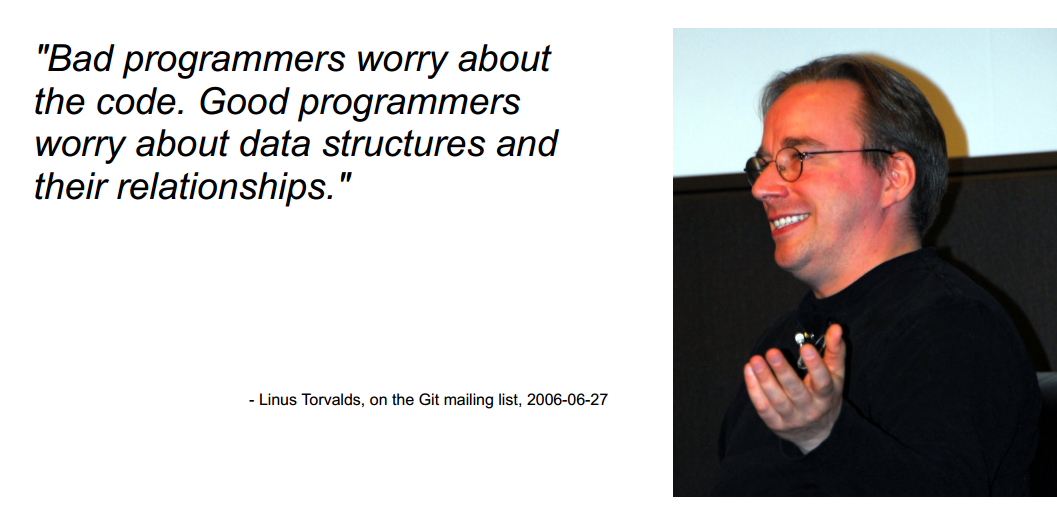 "Bad programmers worry about
the code. Good programmers
worry about data structures and
their relationships."
- Linus Torvalds, on the Git mailing list, 2006-06-27